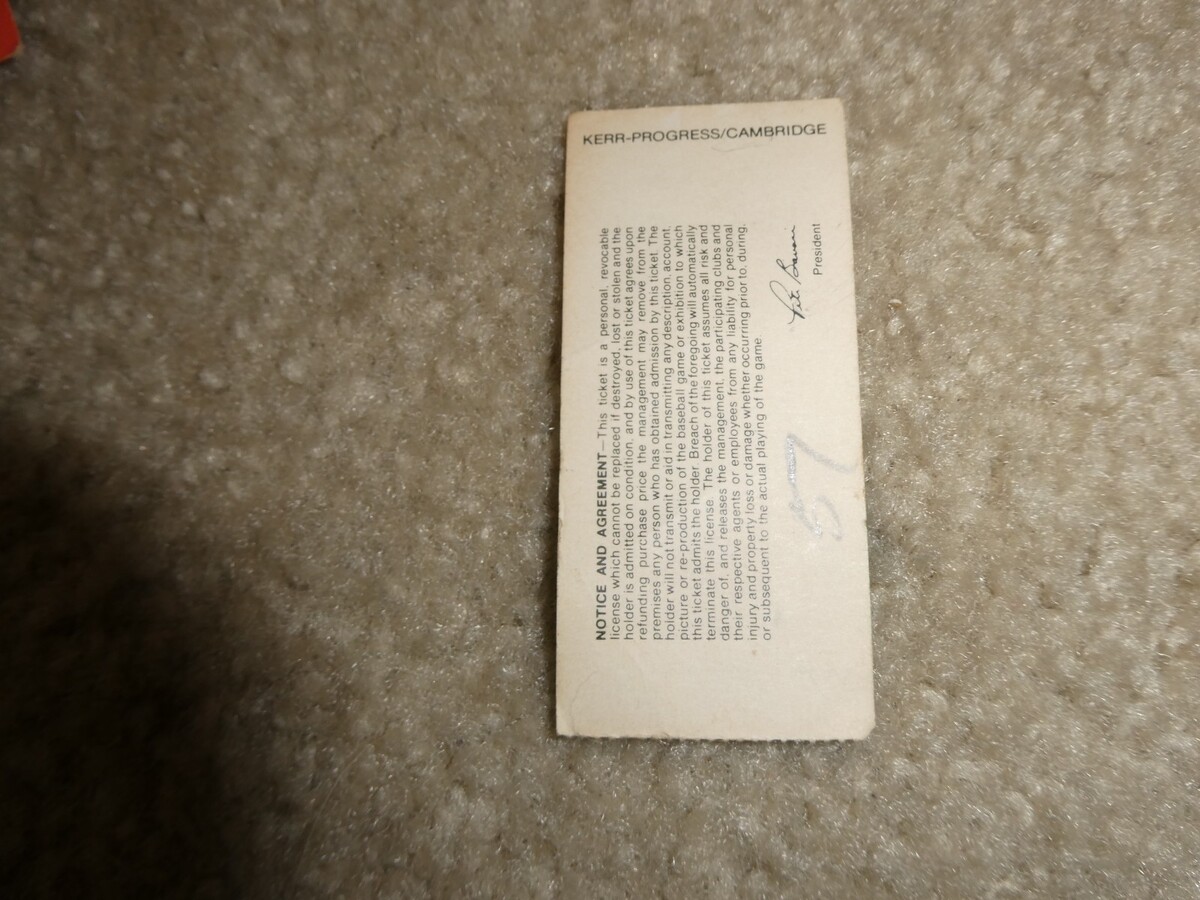 KERR-PROGRESS/CAMBRIDGE
NOTICE AND AGREEMENT—This ticket is a personal, revocable
license which cannot be replaced if destroyed, lost or stolen and the
holder is admitted on condition, and by use of this ticket agrees upon
refunding purchase price the management may remove from the
premises any person who has obtained admission by this ticket. The
holder will not transmit or aid in transmitting any description, account,
picture or re-production of the baseball game or exhibition to which
this ticket admits the holder. Breach of the foregoing will automatically
terminate this license. The holder of this ticket assumes all risk and
danger of, and releases the management, the participating clubs and
their respective agents or employees from any liability for personal
injury and property loss or damage whether occurring prior to, during,
or subsequent to the actual playing of the game.
President
57